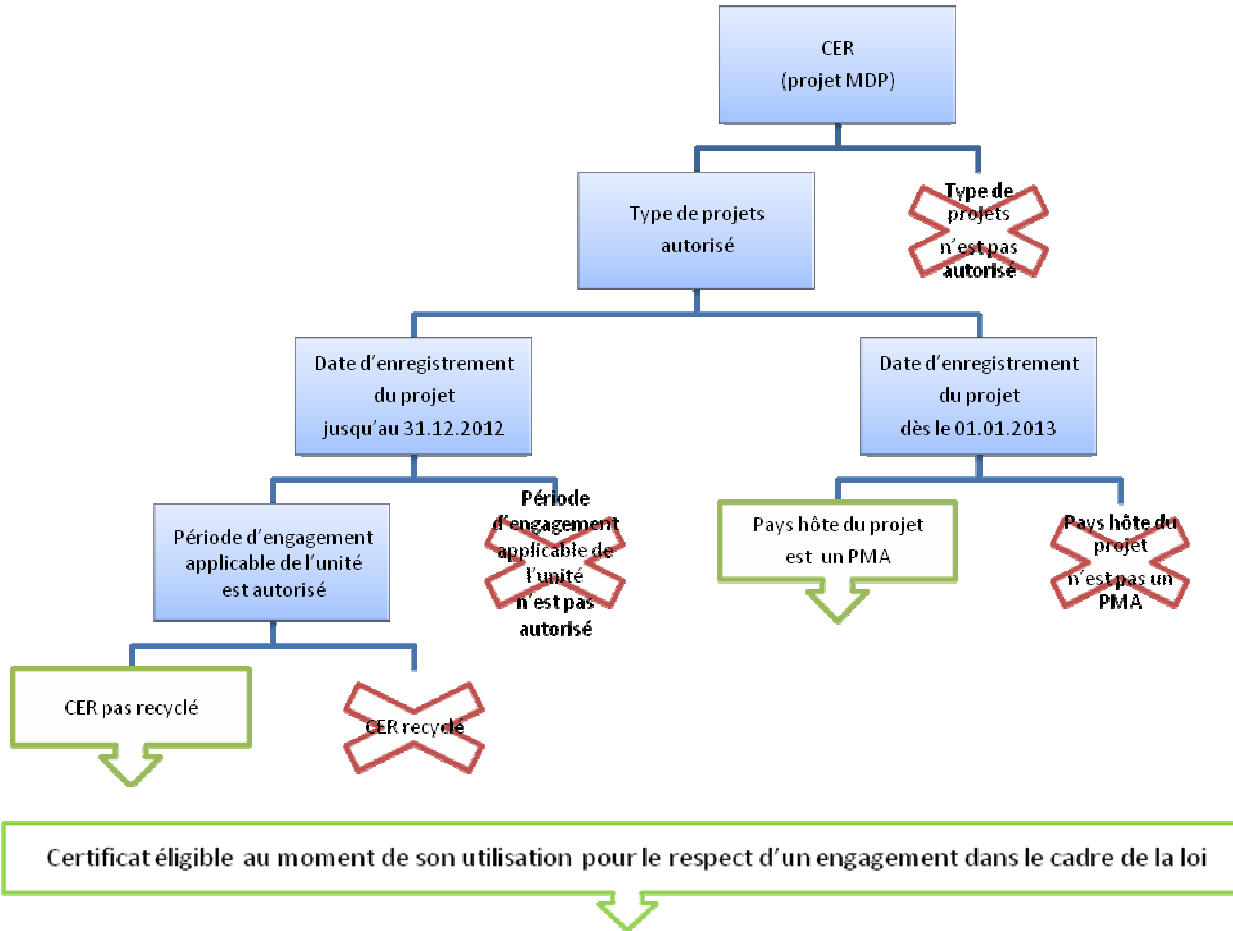 CER
(projet MDP)
Type de projets
autorisé
Type de
projets
n'est pas
autorisé
Date d'enregistrement
du projet
jusqu'au 31.12.2012
Date d'enregistrement
du projet
dès le 01.01.2013
Période d'engagement
applicable de l'unité
est autorisé
Période
d'engagement
applicable de
l'unité
n'est pas
autorisé
Pays hôte du projet
est un PMA
Pays hôte du
projet
n'est pas un
PMA
CER pas recyclé
CER recyclé
Certificat éligible au moment de son utilisation pour le respect d'un engagement dans le cadre de la loi